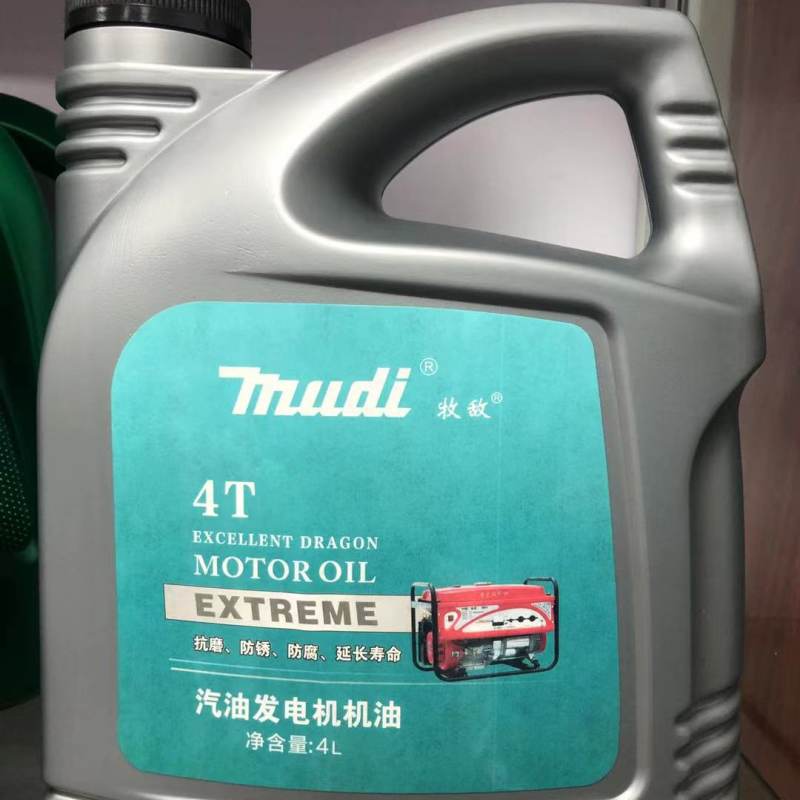 mudi® 牧敌®
4T
EXCELLENT DRAGON
MOTOR OIL
EXTREME
抗磨、防锈、防腐、延长寿命
汽油发电机机油
净含量:4L